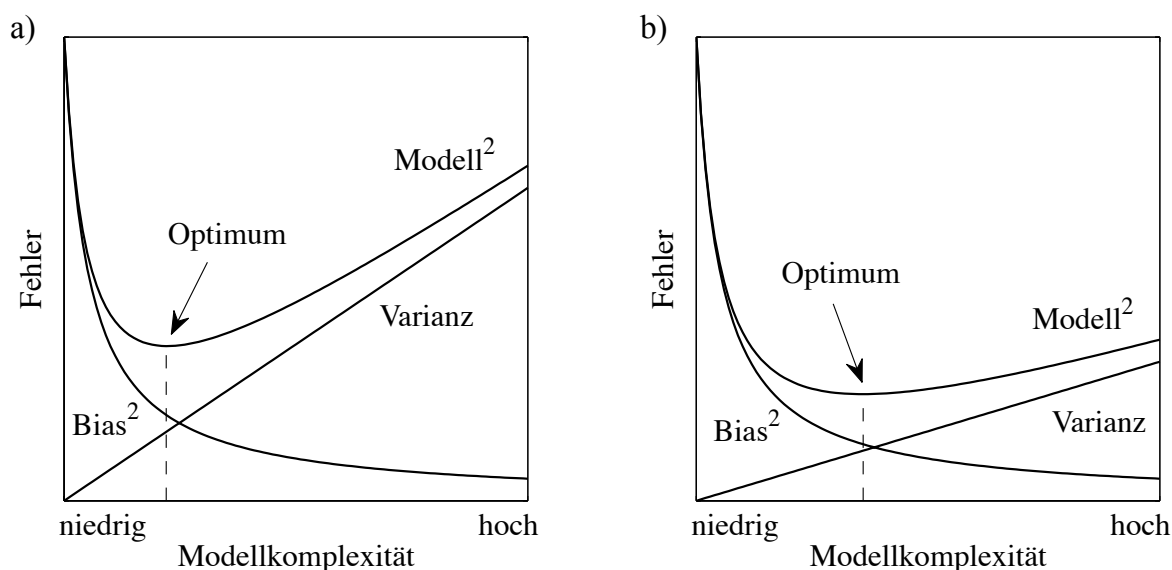 a)
Modell²
Optimum
Fehler
Varianz
Bias²
niedrig
hoch
Modellkomplexität
b)
Optimum
Modell²
Fehler
Bias²
Varianz
niedrig
hoch
Modellkomplexität